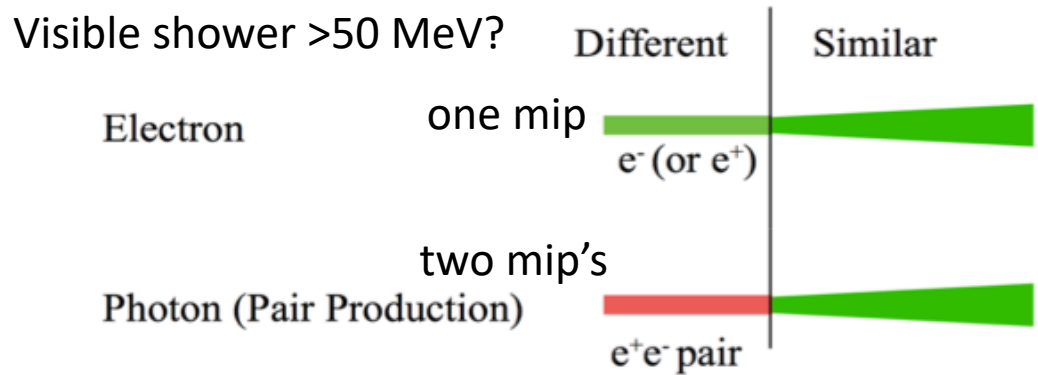 Visible shower >50 MeV?
Different
Similar
Electron
one mip
e⁻ (or e⁺)
two mip’s
Photon (Pair Production)
e⁺e⁻ pair